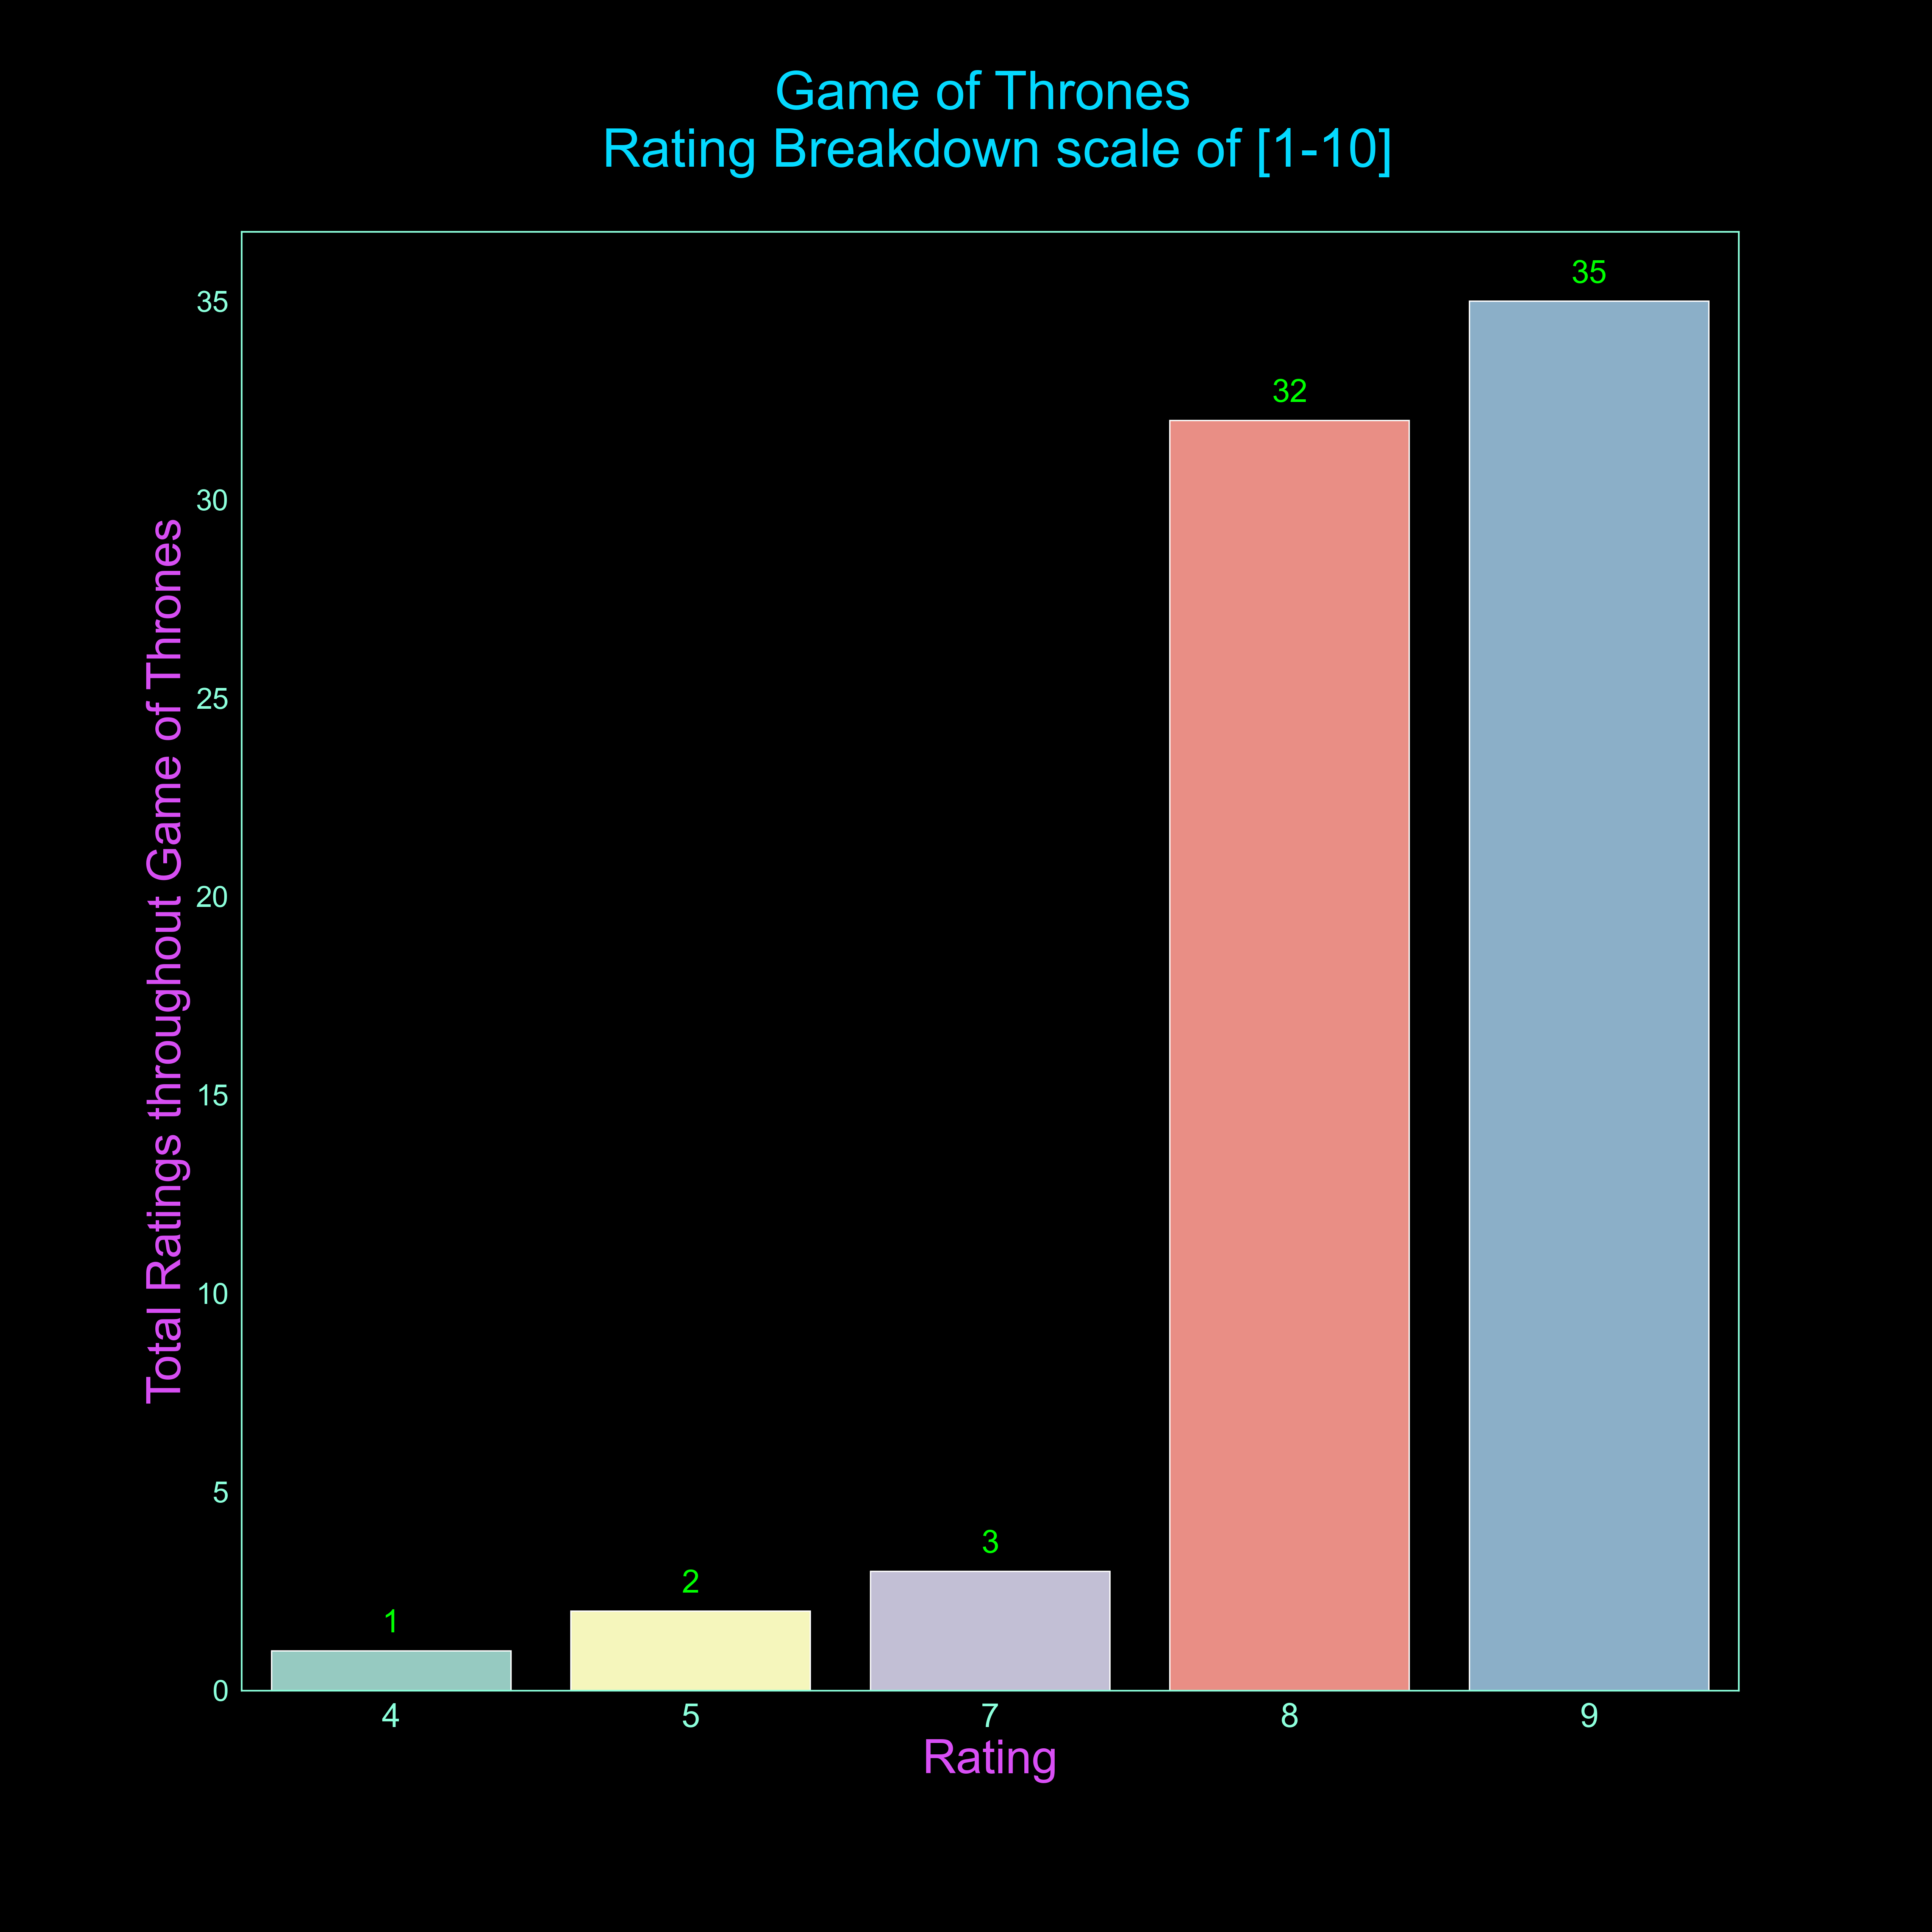 Game of Thrones
Rating Breakdown scale of [1-10]
Total Ratings throughout Game of Thrones
35
30
25
20
15
10
5
0
1
2
3
32
35
4 5 7 8 9
Rating